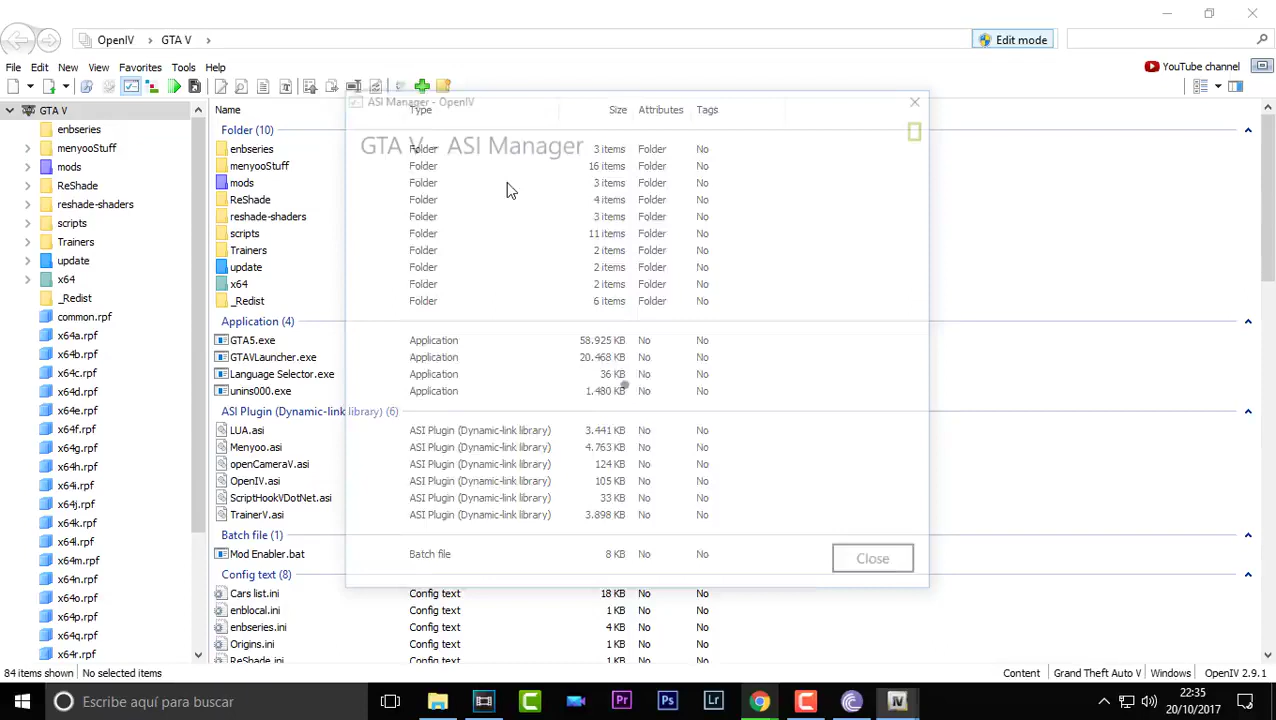 OpenIV GTA V Edit mode
File Edit New View Favorites Tools Help YouTube channel
GTA V
enbseries
menyooStuff
mods
ReShade
reshade-shaders
scripts
Trainers
update
x64
_Redist
common.rpf
x64a.rpf
x64b.rpf
x64c.rpf
x64d.rpf
x64e.rpf
x64f.rpf
x64g.rpf
x64h.rpf
x64i.rpf
x64j.rpf
x64k.rpf
x64l.rpf
x64m.rpf
x64n.rpf
x64o.rpf
x64p.rpf
x64q.rpf
x64r.rpf
ASI Manager - OpenIV
GTA V - ASI Manager
Close
Name Type Size Attributes Tags
Folder (10)
enbseries Folder 3 items Folder No
menyooStuff Folder 16 items Folder No
mods Folder 3 items Folder No
ReShade Folder 4 items Folder No
reshade-shaders Folder 3 items Folder No
scripts Folder 11 items Folder No
Trainers Folder 2 items Folder No
update Folder 2 items Folder No
x64 Folder 2 items Folder No
_Redist Folder 6 items Folder No
Application (4)
GTA5.exe Application 58.925 KB No No
GTAVLauncher.exe Application 20.468 KB No No
Language Selector.exe Application 36 KB No No
unins000.exe Application 1.480 KB No No
ASI Plugin (Dynamic-link library) (6)
LUA.asi ASI Plugin (Dynamic-link library) 3.441 KB No No
Menyoo.asi ASI Plugin (Dynamic-link library) 4.763 KB No No
openCameraV.asi ASI Plugin (Dynamic-link library) 124 KB No No
OpenIV.asi ASI Plugin (Dynamic-link library) 105 KB No No
ScriptHookVDotNet.asi ASI Plugin (Dynamic-link library) 33 KB No No
TrainerV.asi ASI Plugin (Dynamic-link library) 3.898 KB No No
Batch file (1)
Mod Enabler.bat Batch file 8 KB No No
Config text (8)
Cars list.ini Config text 18 KB No No
enblocal.ini Config text 1 KB No No
enbseries.ini Config text 4 KB No No
Origins.ini Config text 1 KB No No
ReShade.ini Config text 1 KB No No
84 items shown No selected items Content Grand Theft Auto V Windows OpenIV 2.9.1
Escribe aquí para buscar
Pr Ps Lr IV
22:35
20/10/2017